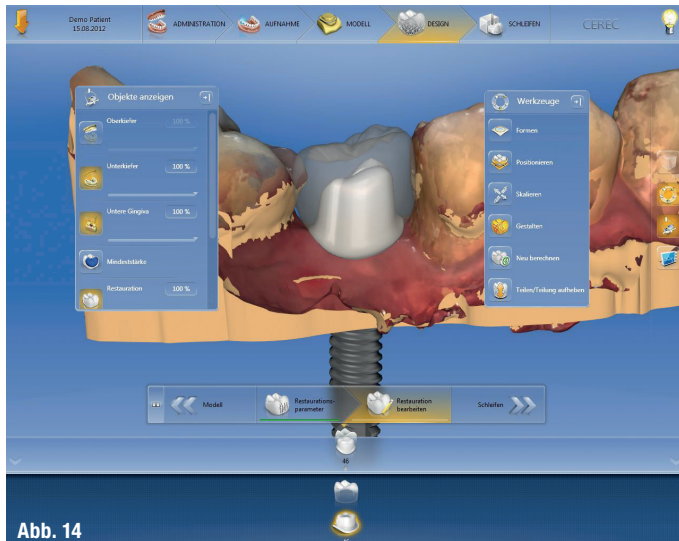 Demo Patient
15.08.2012
ADMINISTRATION
AUFNAHME
MODELL
DESIGN
SCHLEIFEN
CEREC
Objekte anzeigen
Oberkiefer 100 %
Unterkiefer 100 %
Untere Gingiva 100 %
Mindeststärke
Restauration 100 %
Werkzeuge
Formen
Positionieren
Skalieren
Gestalten
Neu berechnen
Teilen/Teilung aufheben
Modell
Restaurations-
parameter
Restauration
bearbeiten
Schleifen
46
Abb. 14